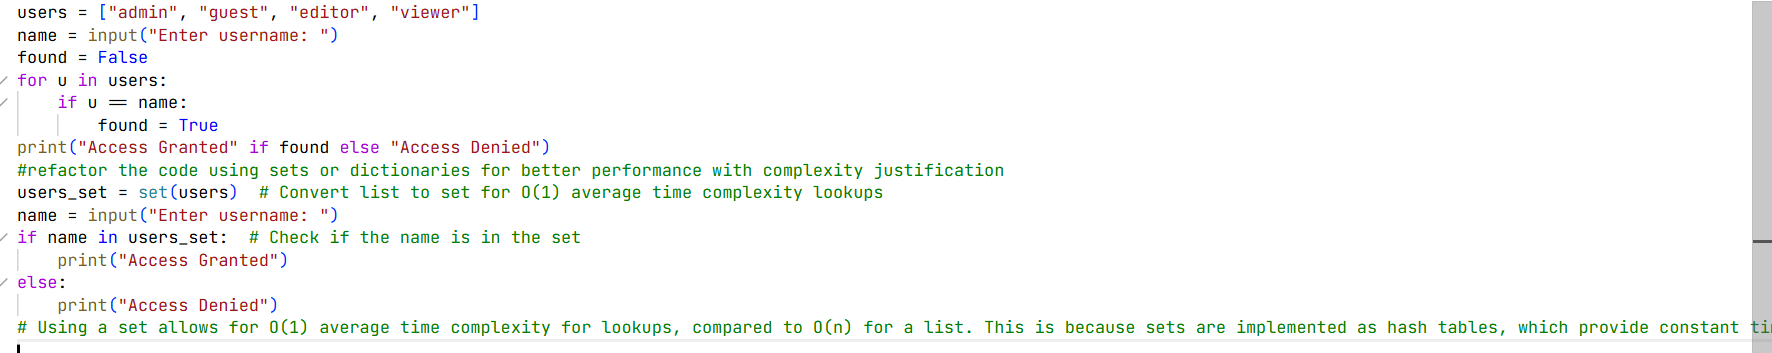 users = ["admin", "guest", "editor", "viewer"]
name = input("Enter username: ")
found = False
for u in users:
    if u == name:
        found = True
print("Access Granted" if found else "Access Denied")
#refactor the code using sets or dictionaries for better performance with complexity justification
users_set = set(users)  # Convert list to set for O(1) average time complexity lookups
name = input("Enter username: ")
if name in users_set:  # Check if the name is in the set
    print("Access Granted")
else:
    print("Access Denied")
# Using a set allows for O(1) average time complexity for lookups, compared to O(n) for a list. This is because sets are implemented as hash tables, which provide constant